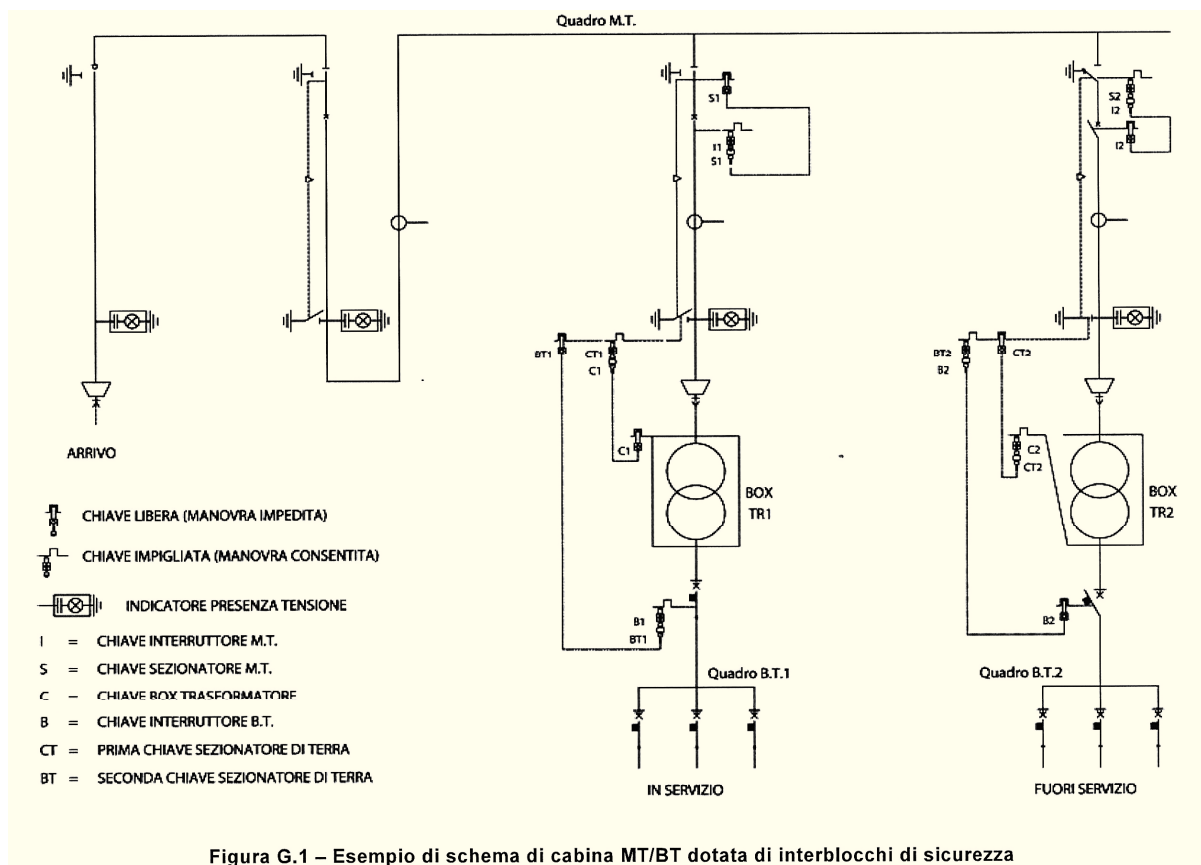 Quadro M.T.
S1
I1
S1
S2
I2
I2
BT1
CT1
C1
C1
BT2
B2
CT2
C2
CT2
ARRIVO
BOX
TR1
BOX
TR2
CHIAVE LIBERA (MANOVRA IMPEDITA)
CHIAVE IMPIGLIATA (MANOVRA CONSENTITA)
INDICATORE PRESENZA TENSIONE
I = CHIAVE INTERRUTTORE M.T.
S = CHIAVE SEZIONATORE M.T.
C = CHIAVE BOX TRASFORMATORE
B = CHIAVE INTERRUTTORE B.T.
CT = PRIMA CHIAVE SEZIONATORE DI TERRA
BT = SECONDA CHIAVE SEZIONATORE DI TERRA
B1
BT1
B2
Quadro B.T.1
Quadro B.T.2
IN SERVIZIO
FUORI SERVIZIO
Figura G.1 – Esempio di schema di cabina MT/BT dotata di interblocchi di sicurezza